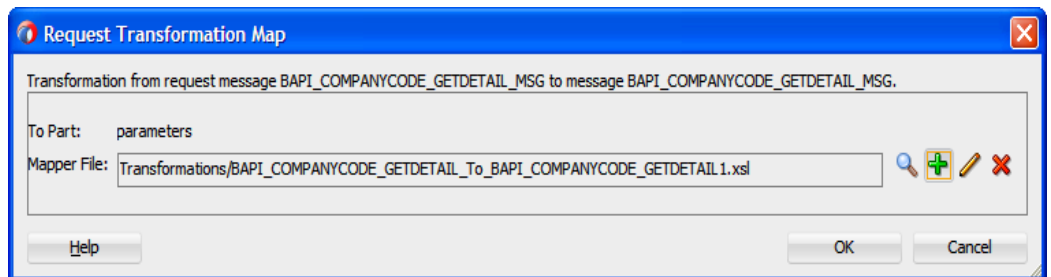 Request Transformation Map
Transformation from request message BAPI_COMPANYCODE_GETDETAIL_MSG to message BAPI_COMPANYCODE_GETDETAIL_MSG.
To Part: parameters
Mapper File: Transformations/BAPI_COMPANYCODE_GETDETAIL_To_BAPI_COMPANYCODE_GETDETAIL1.xsl
Help OK Cancel